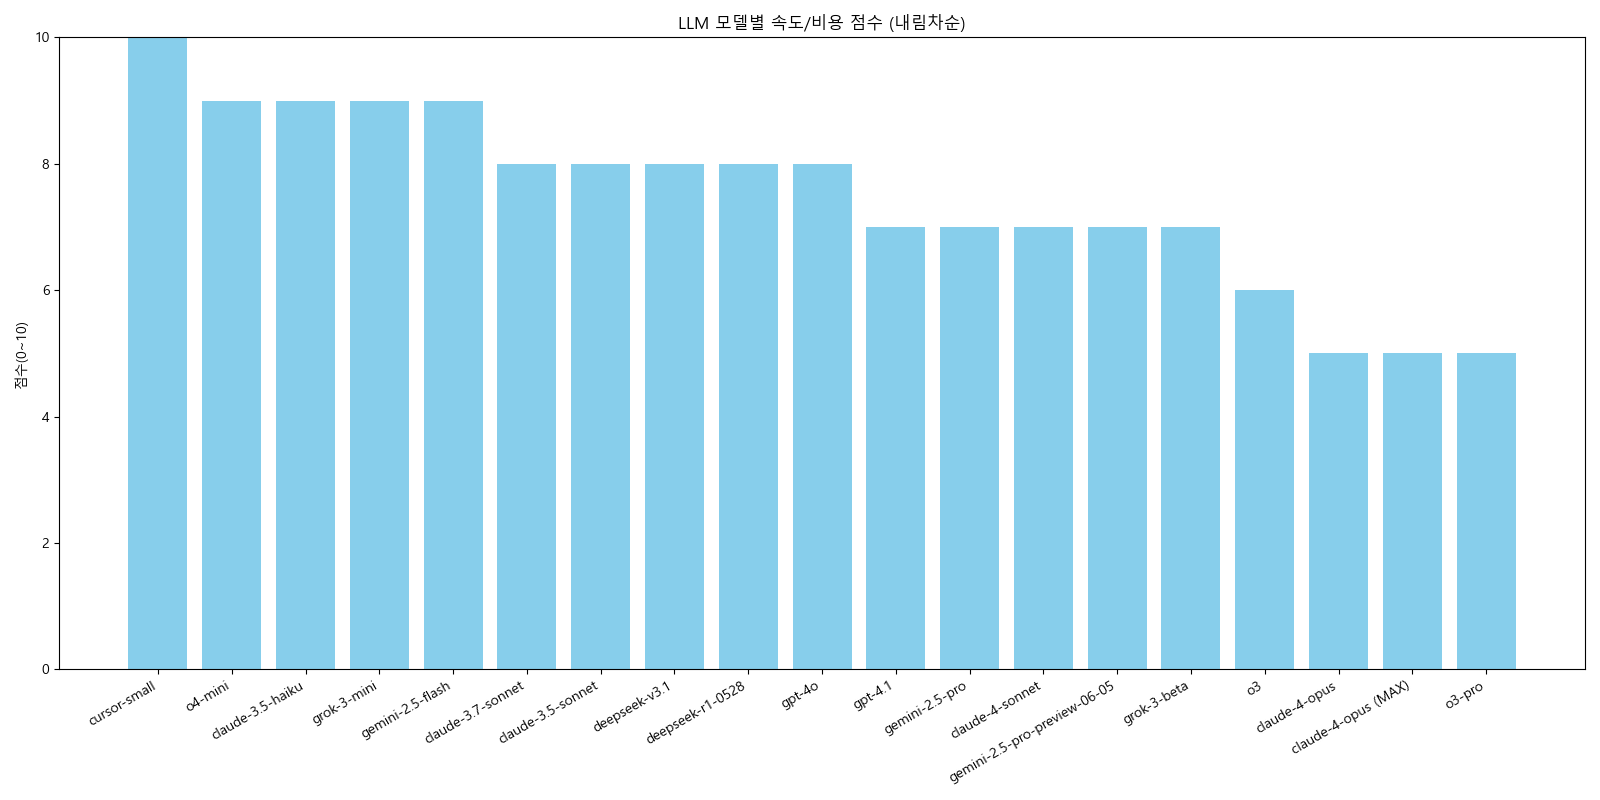 LLM 모델별 속도/비용 점수 (내림차순)
점수(0~10)
10
8
6
4
2
0
cursor-small
o4-mini
claude-3.5-haiku
grok-3-mini
gemini-2.5-flash
claude-3.7-sonnet
claude-3.5-sonnet
deepseek-v3.1
deepseek-r1-0528
gpt-4o
gpt-4.1
gemini-2.5-pro
claude-4-sonnet
gemini-2.5-pro-preview-06-05
grok-3-beta
o3
claude-4-opus
claude-4-opus (MAX)
o3-pro